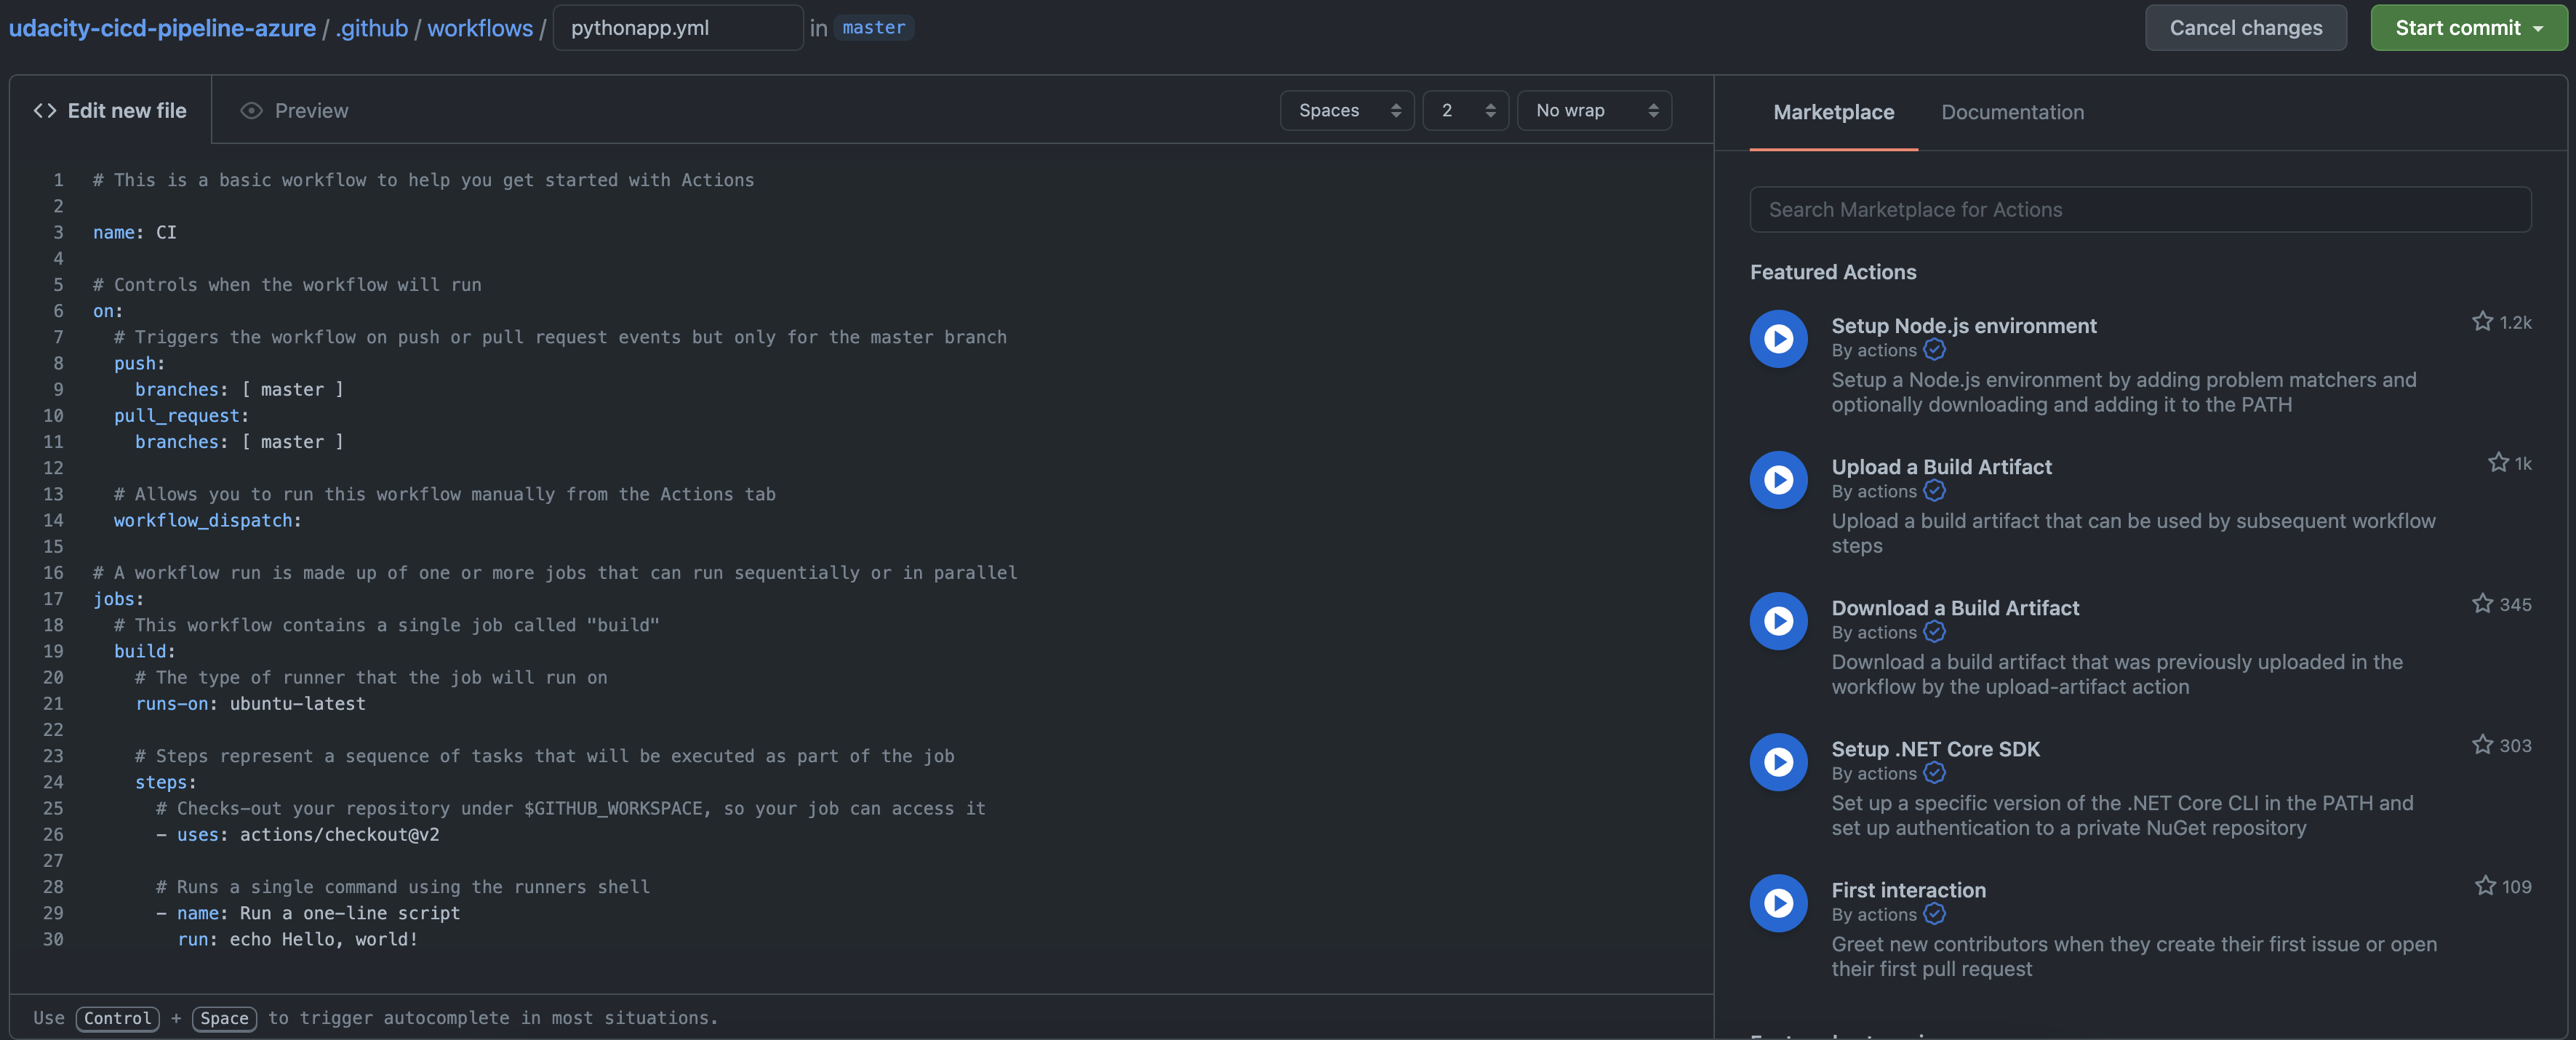 udacity-cicd-pipeline-azure / .github / workflows / pythonapp.yml in master
Cancel changes
Start commit
Edit new file
Preview
Spaces
2
No wrap
1 # This is a basic workflow to help you get started with Actions
2
3 name: CI
4
5 # Controls when the workflow will run
6 on:
7 # Triggers the workflow on push or pull request events but only for the master branch
8 push:
9 branches: [ master ]
10 pull_request:
11 branches: [ master ]
12
13 # Allows you to run this workflow manually from the Actions tab
14 workflow_dispatch:
15
16 # A workflow run is made up of one or more jobs that can run sequentially or in parallel
17 jobs:
18 # This workflow contains a single job called "build"
19 build:
20 # The type of runner that the job will run on
21 runs-on: ubuntu-latest
22
23 # Steps represent a sequence of tasks that will be executed as part of the job
24 steps:
25 # Checks-out your repository under $GITHUB_WORKSPACE, so your job can access it
26 - uses: actions/checkout@v2
27
28 # Runs a single command using the runners shell
29 - name: Run a one-line script
30 run: echo Hello, world!
Use Control + Space to trigger autocomplete in most situations.
Marketplace
Documentation
Search Marketplace for Actions
Featured Actions
Setup Node.js environment
1.2k
By actions
Setup a Node.js environment by adding problem matchers and
optionally downloading and adding it to the PATH
Upload a Build Artifact
1k
By actions
Upload a build artifact that can be used by subsequent workflow
steps
Download a Build Artifact
345
By actions
Download a build artifact that was previously uploaded in the
workflow by the upload-artifact action
Setup .NET Core SDK
303
By actions
Set up a specific version of the .NET Core CLI in the PATH and
set up authentication to a private NuGet repository
First interaction
109
By actions
Greet new contributors when they create their first issue or open
their first pull request